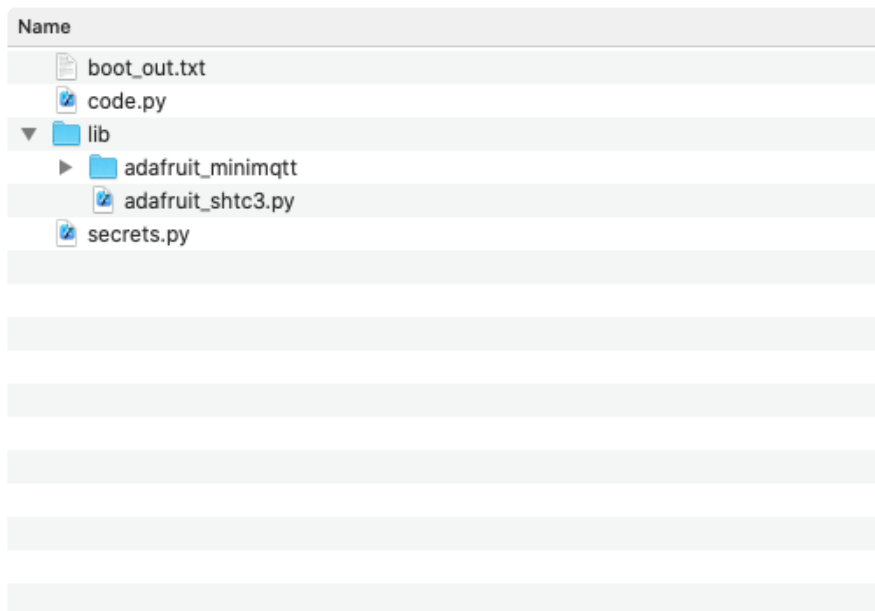 Name
boot_out.txt
code.py
lib
adafruit_minimqtt
adafruit_shtc3.py
secrets.py